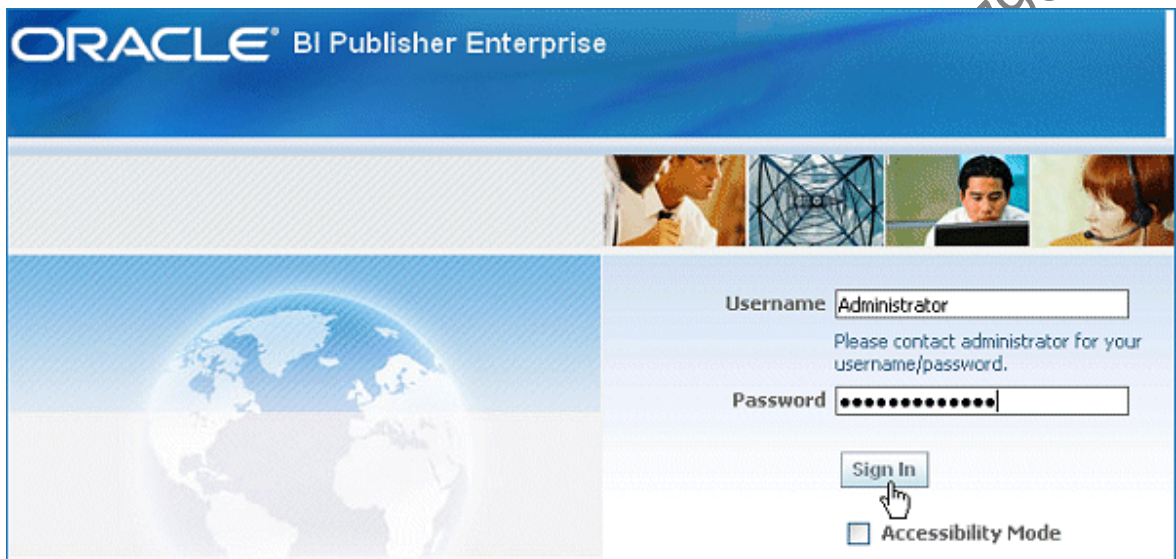 ORACLE® BI Publisher Enterprise
Username Administrator
Please contact administrator for your
username/password.
Password •••••••••••••
Sign In
Accessibility Mode